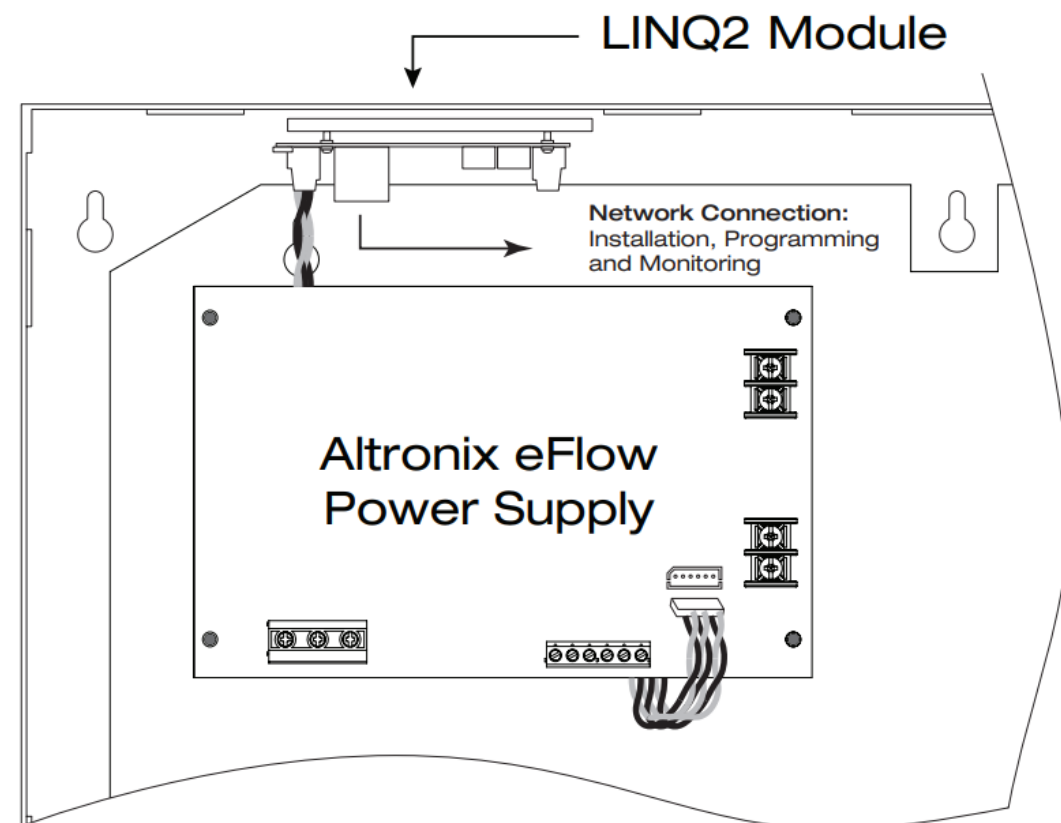 LINQ2 Module
Network Connection:
Installation, Programming
and Monitoring
Altronix eFlow
Power Supply